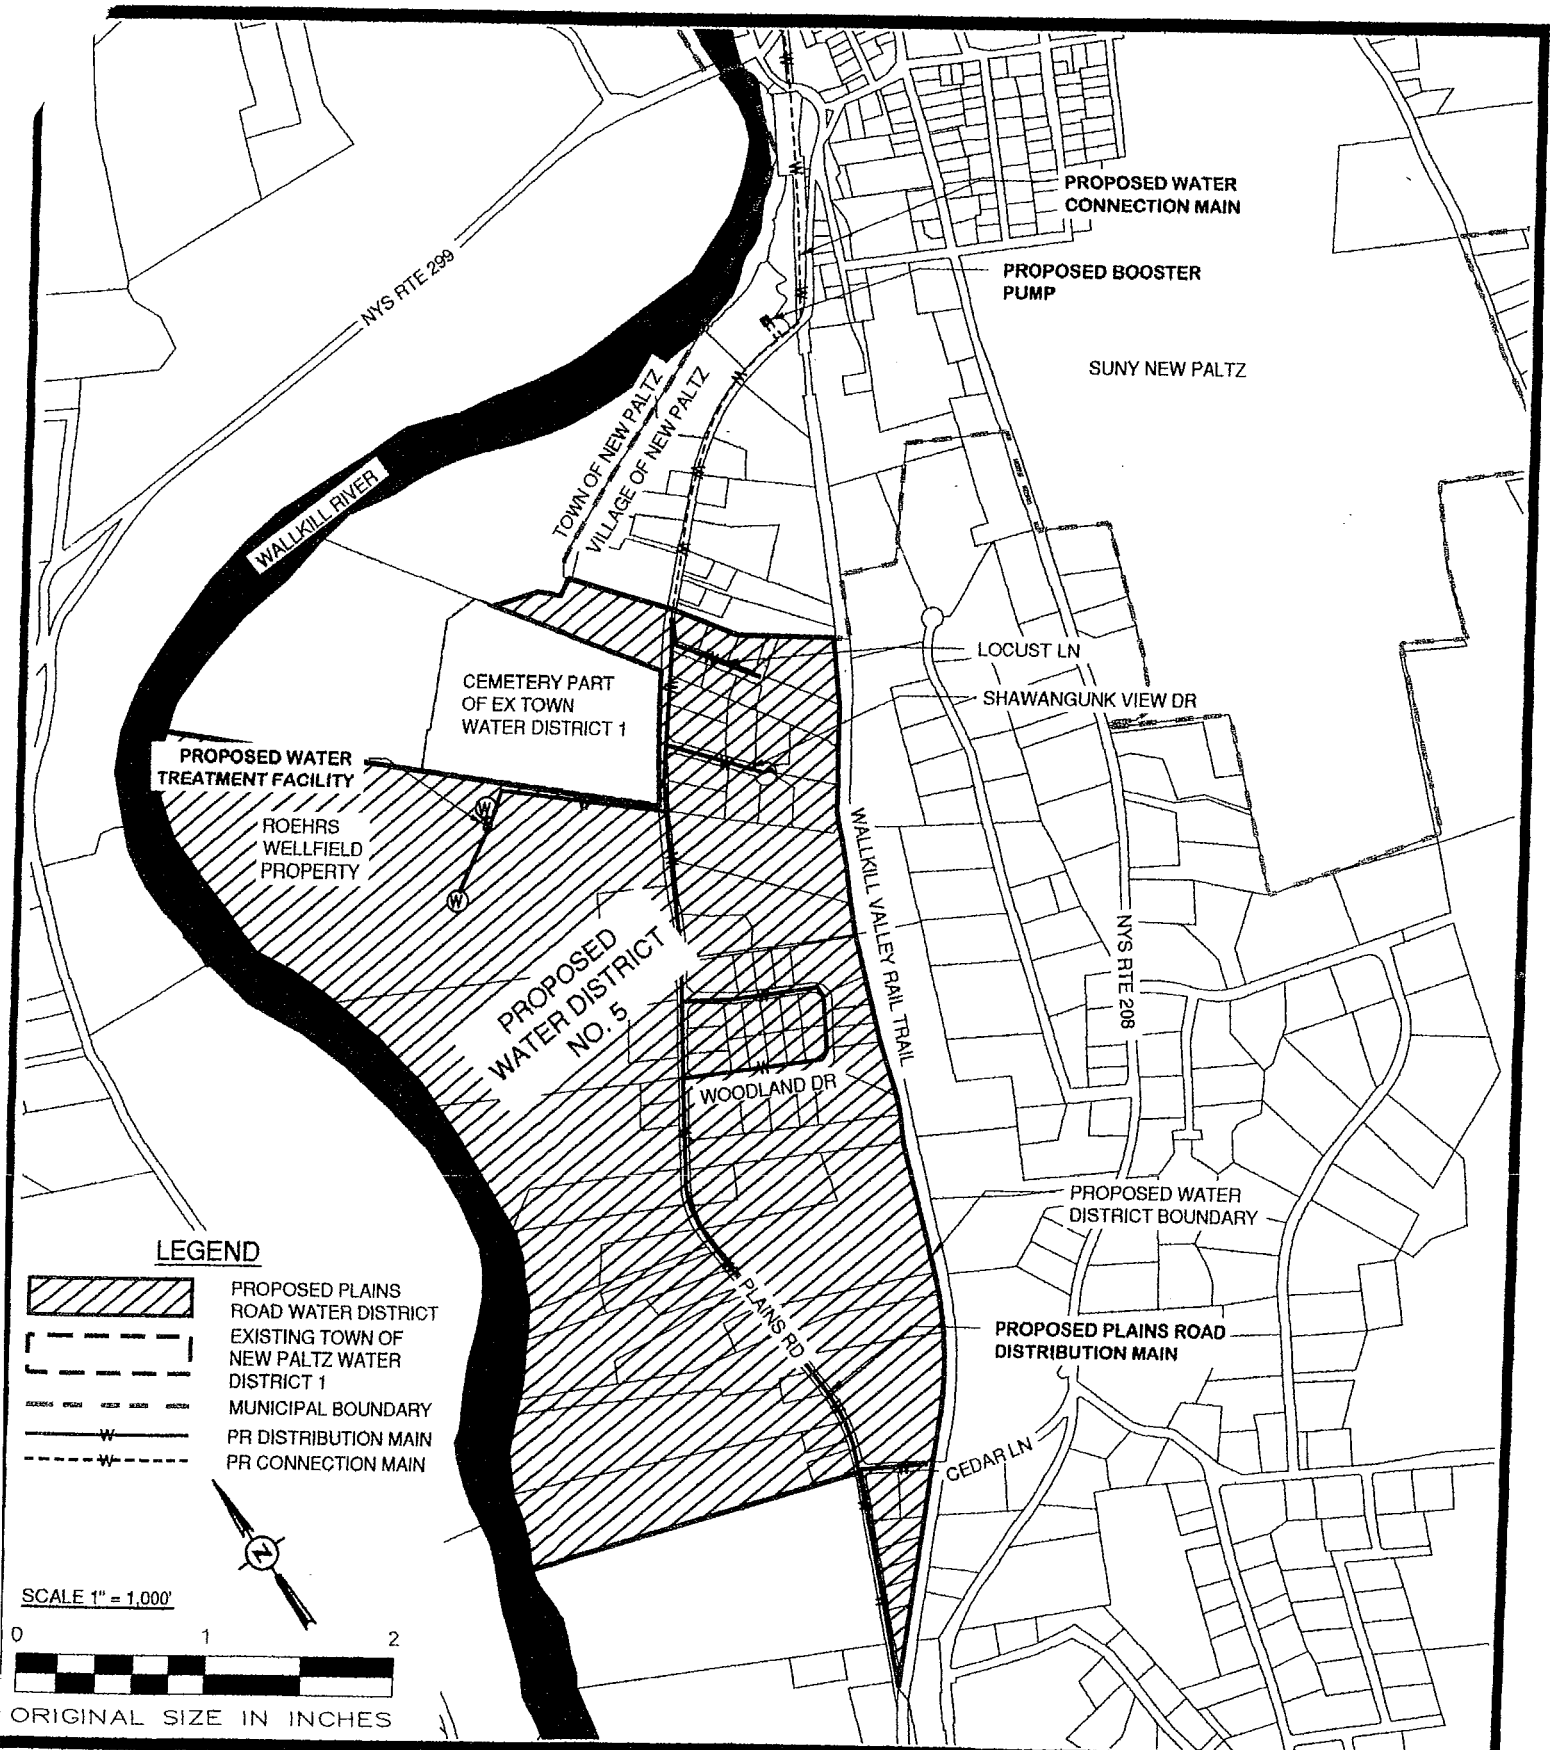 PROPOSED WATER
CONNECTION MAIN
PROPOSED BOOSTER
PUMP
NYS RTE 299
SUNY NEW PALTZ
TOWN OF NEW PALTZ
VILLAGE OF NEW PALTZ
WALLKILL RIVER
LOCUST LN
CEMETERY PART
OF EX TOWN
WATER DISTRICT 1
SHAWANGUNK VIEW DR
PROPOSED WATER
TREATMENT FACILITY
ROEHRS
WELLFIELD
PROPERTY
W
W
WALLKILL VALLEY RAIL TRAIL
NYS RTE 208
PROPOSED
WATER DISTRICT
NO. 5
WOODLAND DR
PROPOSED WATER
DISTRICT BOUNDARY
PLAINS RD
PROPOSED PLAINS ROAD
DISTRIBUTION MAIN
CEDAR LN
LEGEND
PROPOSED PLAINS
ROAD WATER DISTRICT
EXISTING TOWN OF
NEW PALTZ WATER
DISTRICT 1
MUNICIPAL BOUNDARY
W
PR DISTRIBUTION MAIN
W
PR CONNECTION MAIN
Z
SCALE 1" = 1,000'
0 1 2
ORIGINAL SIZE IN INCHES